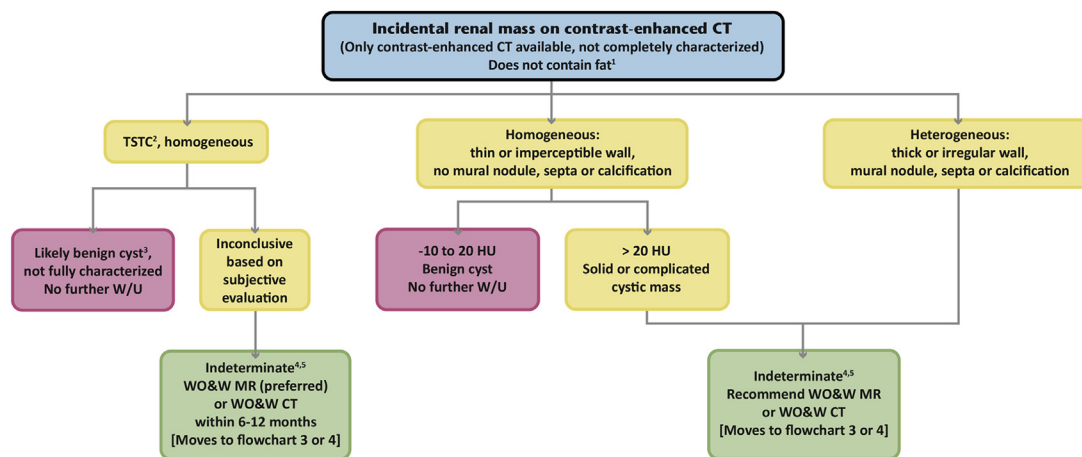 Incidental renal mass on contrast-enhanced CT
(Only contrast-enhanced CT available, not completely characterized)
Does not contain fat¹
TSTC², homogeneous
Homogeneous:
thin or imperceptible wall,
no mural nodule, septa or calcification
Heterogeneous:
thick or irregular wall,
mural nodule, septa or calcification
Likely benign cyst³,
not fully characterized
No further W/U
Inconclusive
based on
subjective
evaluation
-10 to 20 HU
Benign cyst
No further W/U
> 20 HU
Solid or complicated
cystic mass
Indeterminate⁴,⁵
WO&W MR (preferred)
or WO&W CT
within 6-12 months
[Moves to flowchart 3 or 4]
Indeterminate⁴,⁵
Recommend WO&W MR
or WO&W CT
[Moves to flowchart 3 or 4]